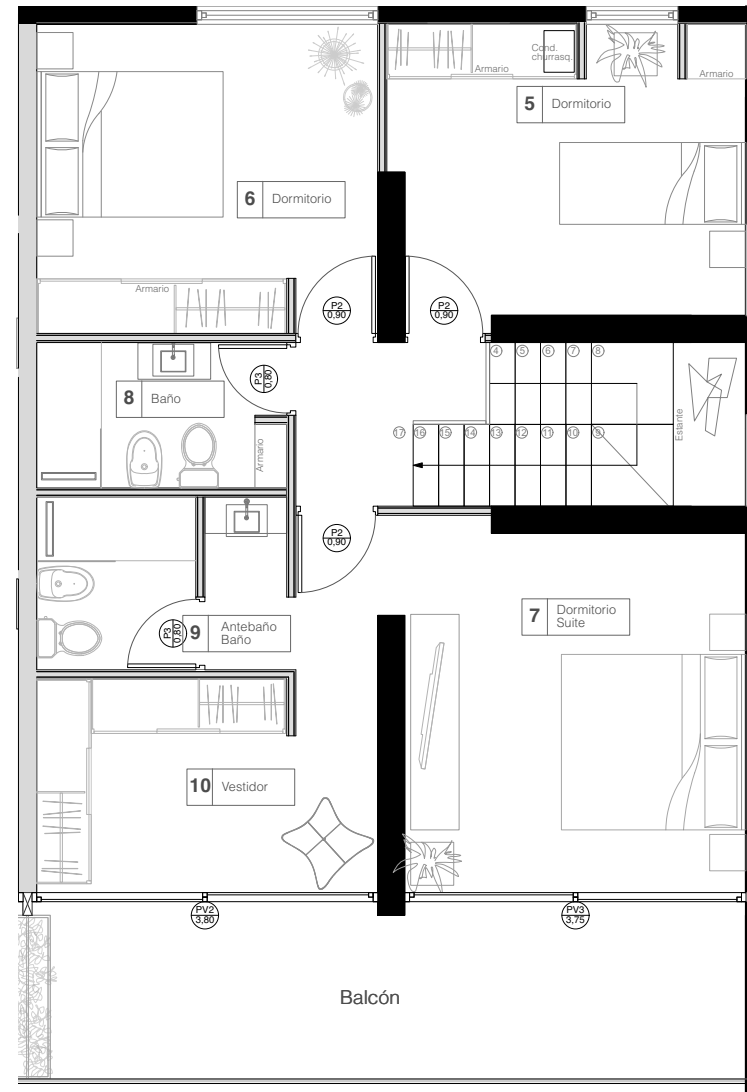 Cond.
churrasq.
Armario
Armario
5 Dormitorio
6 Dormitorio
Armario
P2
0,90
P2
0,90
4 5 6 7 8
P3
0,80
8 Baño
Armario
Estante
17 16 15 14 13 12 11 10 9
P2
0,90
7 Dormitorio
Suite
P3
0,80
9 Antebaño
Baño
10 Vestidor
PV2
3,80
PV3
3,75
Balcón